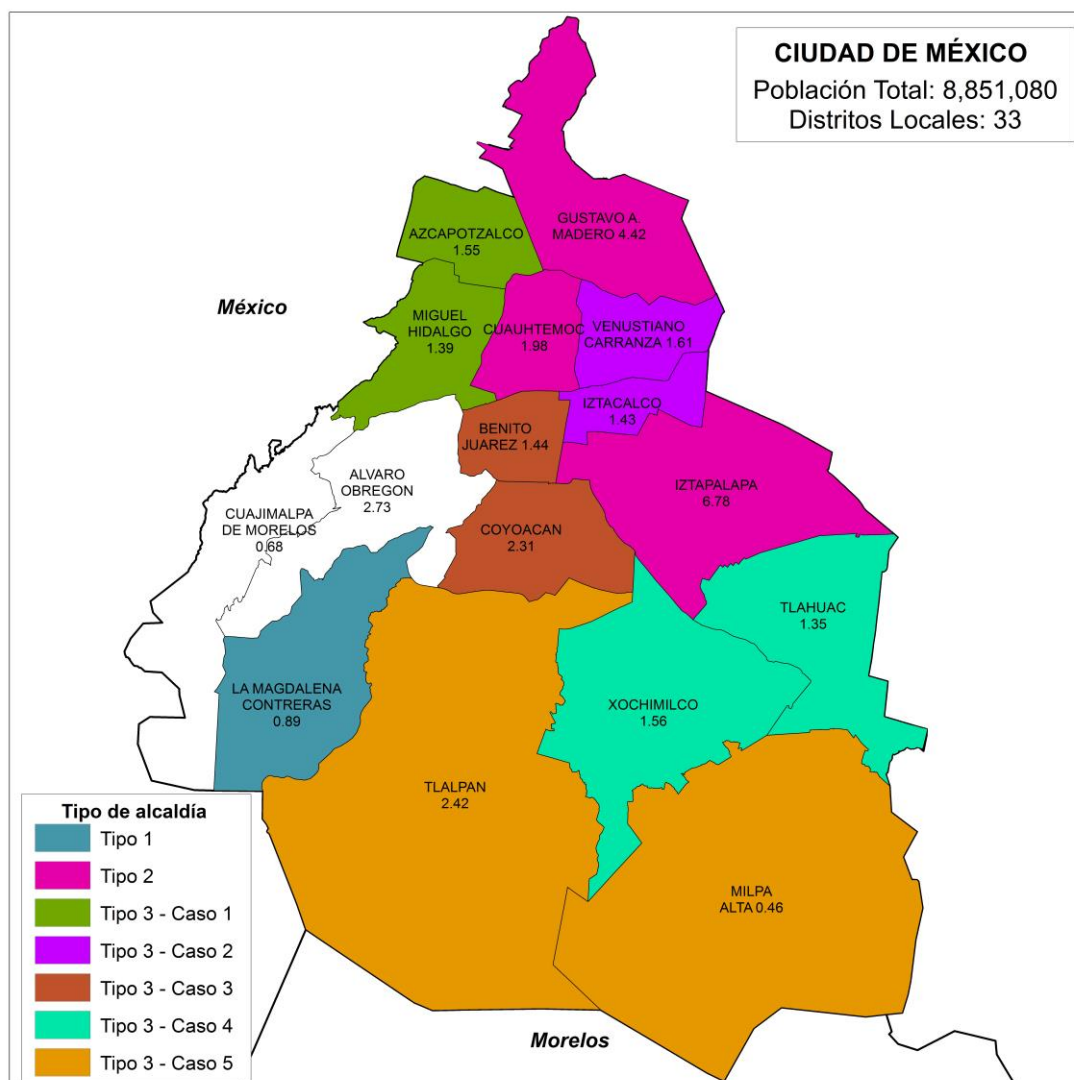 CIUDAD DE MÉXICO
Población Total: 8,851,080
Distritos Locales: 33
GUSTAVO A.
MADERO 4.42
AZCAPOTZALCO
1.55
México
MIGUEL
HIDALGO
1.39
CUAUHTEMOC
1.98
VENUSTIANO
CARRANZA 1.61
IZTACALCO
1.43
BENITO
JUAREZ 1.44
ALVARO
OBREGON
2.73
IZTAPALAPA
6.78
CUAJIMALPA
DE MORELOS
0.68
COYOACAN
2.31
TLAHUAC
1.35
LA MAGDALENA
CONTRERAS
0.89
XOCHIMILCO
1.56
TLALPAN
2.42
MILPA
ALTA 0.46
Tipo de alcaldía
Tipo 1
Tipo 2
Tipo 3 - Caso 1
Tipo 3 - Caso 2
Tipo 3 - Caso 3
Tipo 3 - Caso 4
Tipo 3 - Caso 5
Morelos